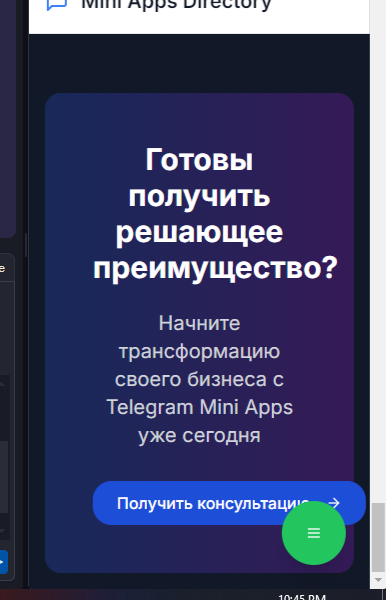 Mini Apps Directory
Готовы
получить
решающее
преимущество?
Начните
трансформацию
своего бизнеса с
Telegram Mini Apps
уже сегодня
Получить консультацию →
e
10:45 PM